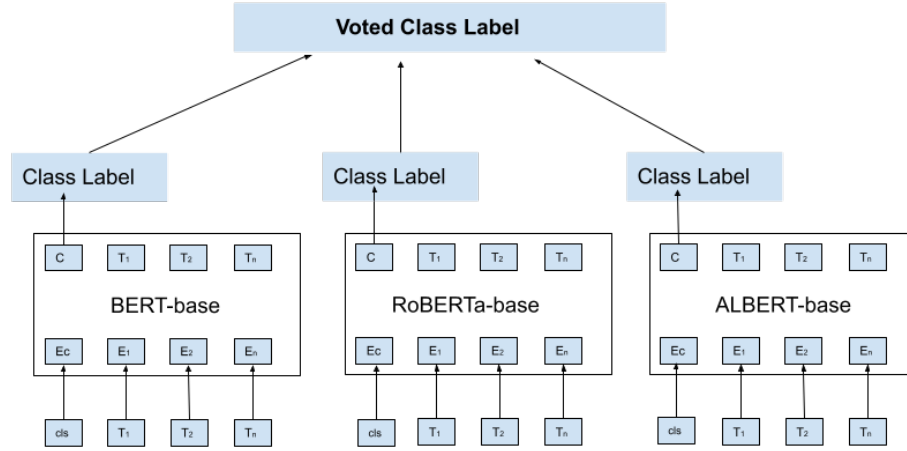 Voted Class Label
Class Label Class Label Class Label
C T₁ T₂ Tₙ C T₁ T₂ Tₙ C T₁ T₂ Tₙ
BERT-base RoBERTa-base ALBERT-base
Ec E₁ E₂ Eₙ Ec E₁ E₂ Eₙ Ec E₁ E₂ Eₙ
cls T₁ T₂ Tₙ cls T₁ T₂ Tₙ cls T₁ T₂ Tₙ